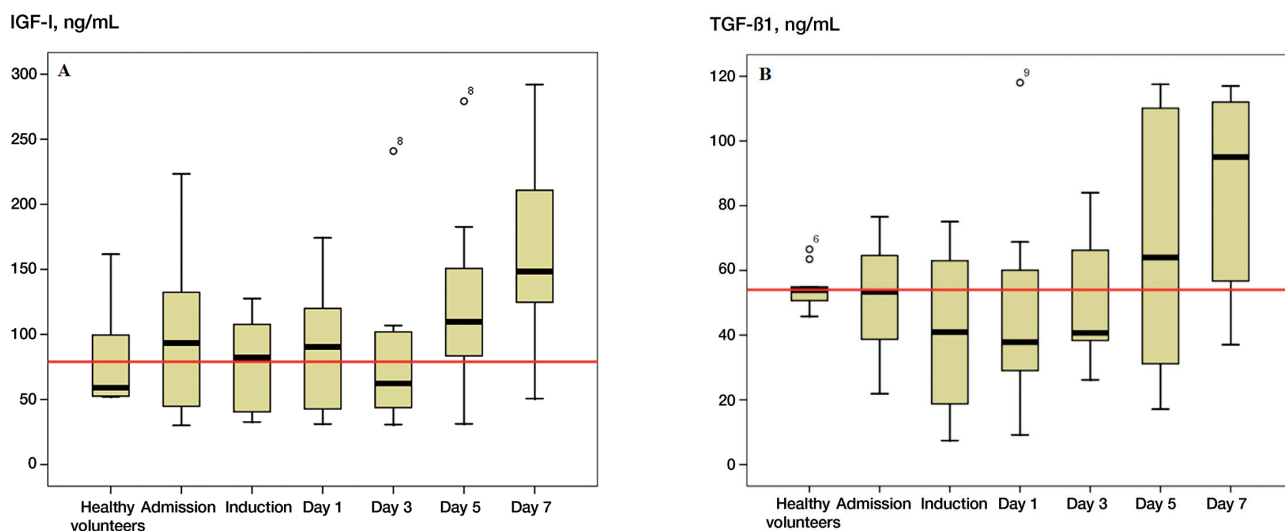 IGF-I, ng/mL
A
300
250
200
150
100
50
0
8
8
Healthy volunteers
Admission
Induction
Day 1
Day 3
Day 5
Day 7
TGF-ß1, ng/mL
B
120
100
80
60
40
20
0
6
9
Healthy volunteers
Admission
Induction
Day 1
Day 3
Day 5
Day 7